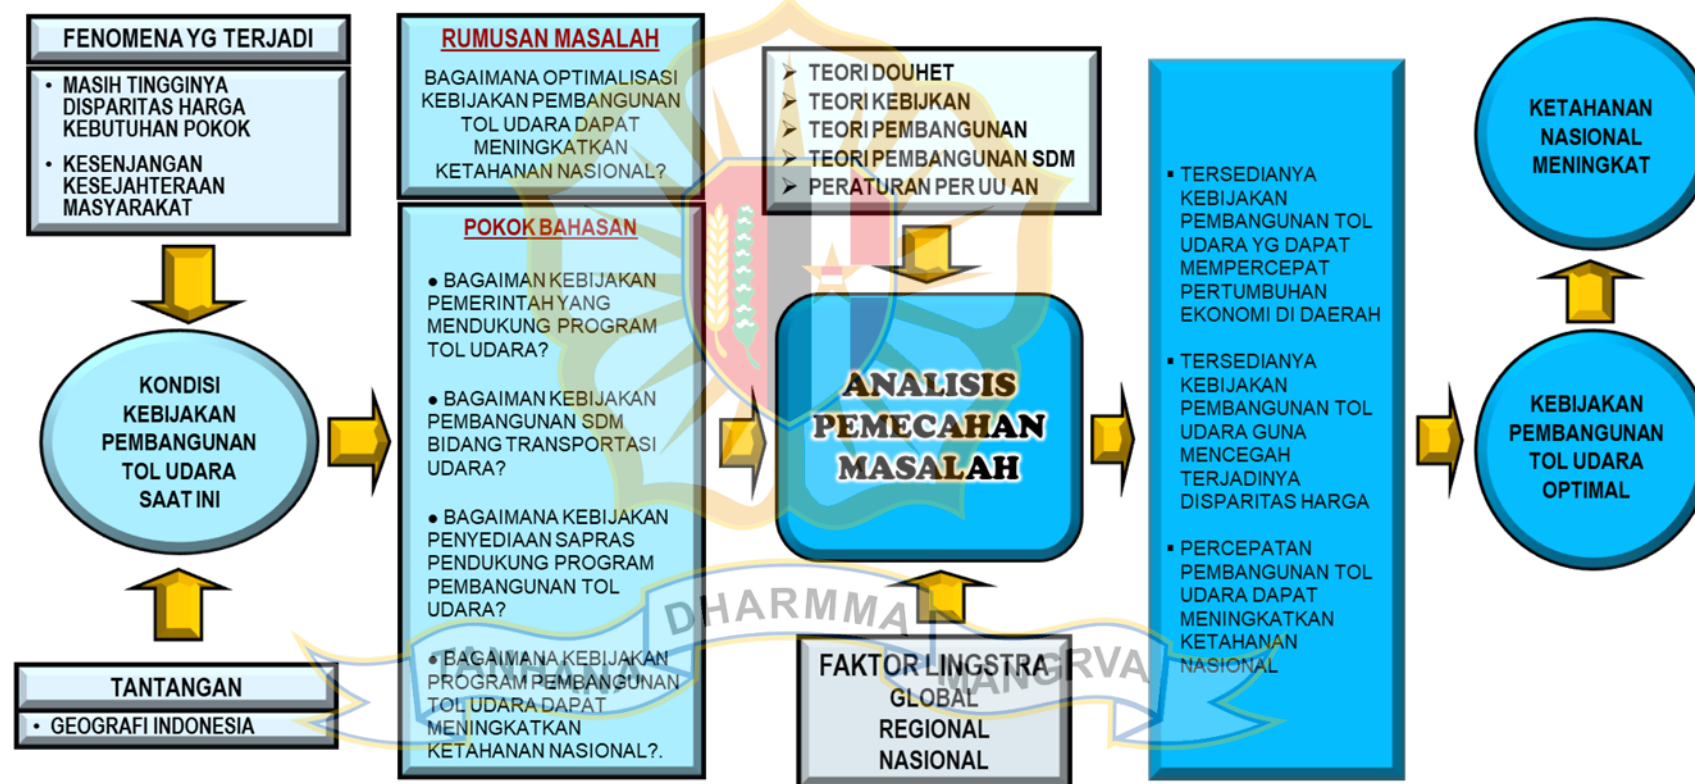 FENOMENA YG TERJADI
• MASIH TINGGINYA
DISPARITAS HARGA
KEBUTUHAN POKOK
• KESENJANGAN
KESEJAHTERAAN
MASYARAKAT
KONDISI
KEBIJAKAN
PEMBANGUNAN
TOL UDARA
SAAT INI
TANTANGAN
• GEOGRAFI INDONESIA
RUMUSAN MASALAH
BAGAIMANA OPTIMALISASI
KEBIJAKAN PEMBANGUNAN
TOL UDARA DAPAT
MENINGKATKAN
KETAHANAN NASIONAL?
POKOK BAHASAN
● BAGAIMAN KEBIJAKAN
PEMERINTAH YANG
MENDUKUNG PROGRAM
TOL UDARA?
● BAGAIMAN KEBIJAKAN
PEMBANGUNAN SDM
BIDANG TRANSPORTASI
UDARA?
● BAGAIMANA KEBIJAKAN
PENYEDIAAN SAPRAS
PENDUKUNG PROGRAM
PEMBANGUNAN TOL
UDARA?
● BAGAIMANA KEBIJAKAN
PROGRAM PEMBANGUNAN
TOL UDARA DAPAT
MENINGKATKAN
KETAHANAN NASIONAL?.
➢ TEORI DOUHET
➢ TEORI KEBIJKAN
➢ TEORI PEMBANGUNAN
➢ TEORI PEMBANGUNAN SDM
➢ PERATURAN PER UU AN
ANALISIS
PEMECAHAN
MASALAH
FAKTOR LINGSTRA
GLOBAL
REGIONAL
NASIONAL
▪ TERSEDIANYA
KEBIJAKAN
PEMBANGUNAN TOL
UDARA YG DAPAT
MEMPERCEPAT
PERTUMBUHAN
EKONOMI DI DAERAH
▪ TERSEDIANYA
KEBIJAKAN
PEMBANGUNAN TOL
UDARA GUNA
MENCEGAH
TERJADINYA
DISPARITAS HARGA
▪ PERCEPATAN
PEMBANGUNAN TOL
UDARA DAPAT
MENINGKATKAN
KETAHANAN
NASIONAL
KETAHANAN
NASIONAL
MENINGKAT
KEBIJAKAN
PEMBANGUNAN
TOL UDARA
OPTIMAL
TANHANA DHARMMA MANGRVA